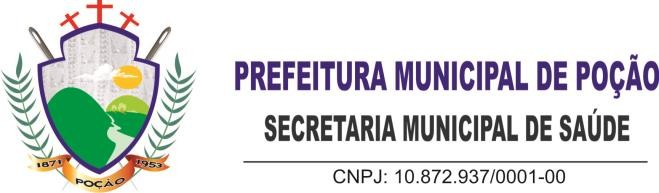 PREFEITURA MUNICIPAL DE POÇÃO
SECRETARIA MUNICIPAL DE SAÚDE
CNPJ: 10.872.937/0001-00
1871 1953
POÇÃO